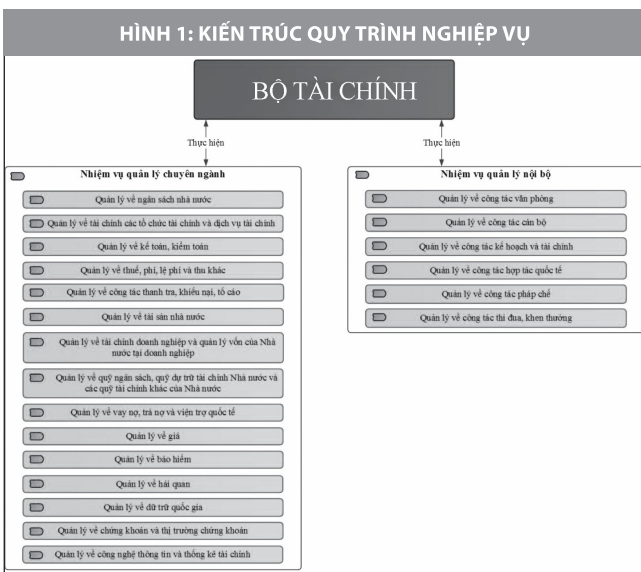 HÌNH 1: KIẾN TRÚC QUY TRÌNH NGHIỆP VỤ
BỘ TÀI CHÍNH
Thực hiện
Thực hiện
Nhiệm vụ quản lý chuyên ngành
Quản lý về ngân sách nhà nước
Quản lý về tài chính các tổ chức tài chính và dịch vụ tài chính
Quản lý về kế toán, kiểm toán
Quản lý về thuế, phí, lệ phí và thu khác
Quản lý về công tác thanh tra, khiếu nại, tố cáo
Quản lý về tài sản nhà nước
Quản lý về tài chính doanh nghiệp và quản lý vốn của Nhà
nước tại doanh nghiệp
Quản lý về quỹ ngân sách, quỹ dự trữ tài chính Nhà nước và
các quỹ tài chính khác của Nhà nước
Quản lý về vay nợ, trả nợ và viện trợ quốc tế
Quản lý về giá
Quản lý về bảo hiểm
Quản lý về hải quan
Quản lý về dữ trữ quốc gia
Quản lý về chứng khoán và thị trường chứng khoán
Quản lý về công nghệ thông tin và thống kê tài chính
Nhiệm vụ quản lý nội bộ
Quản lý về công tác văn phòng
Quản lý về công tác cán bộ
Quản lý về công tác kế hoạch và tài chính
Quản lý về công tác hợp tác quốc tế
Quản lý về công tác pháp chế
Quản lý về công tác thi đua, khen thưởng